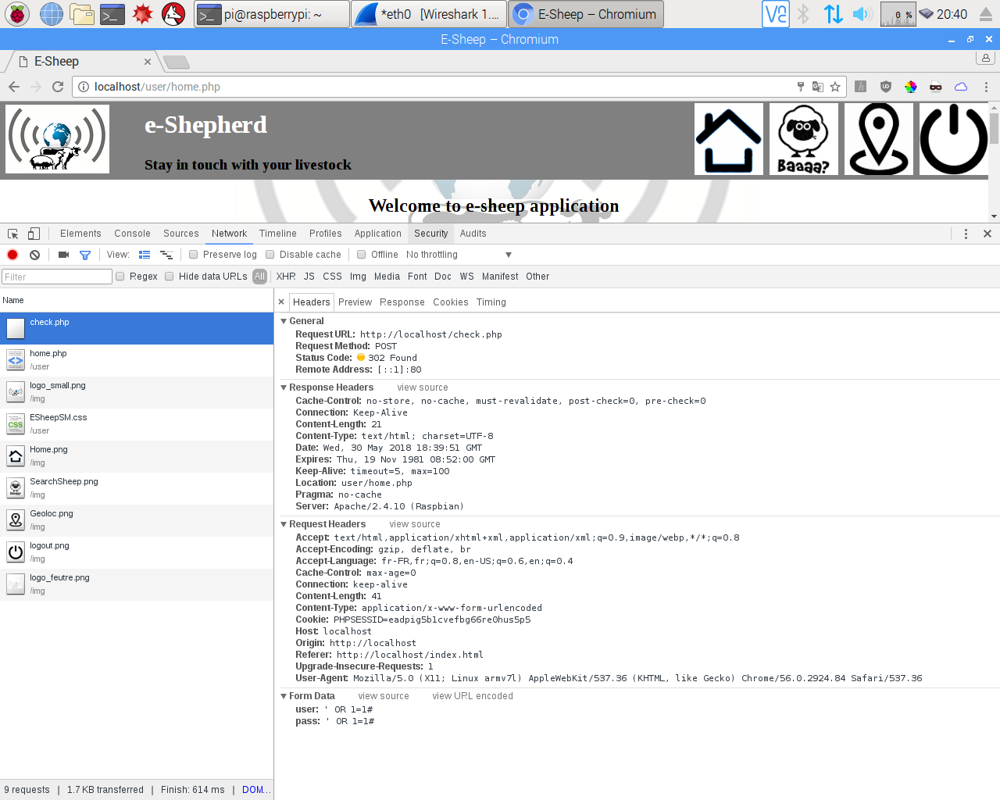 pi@raspberrypi: ~
*eth0 [Wireshark 1....
E-Sheep – Chromium
0 %
20:40
E-Sheep – Chromium
E-Sheep
localhost/user/home.php
e-Shepherd
Stay in touch with your livestock
Baaaa?
Welcome to e-sheep application
Elements Console Sources Network Timeline Profiles Application Security Audits
View: Preserve log Disable cache Offline No throttling
Filter Regex Hide data URLs All XHR JS CSS Img Media Font Doc WS Manifest Other
Name
check.php
home.php
/user
logo_small.png
/img
ESheepSM.css
/user
Home.png
/img
SearchSheep.png
/img
Geoloc.png
/img
logout.png
/img
logo_feutre.png
/img
9 requests | 1.7 KB transferred | Finish: 614 ms | DOM...
Headers Preview Response Cookies Timing
General
Request URL: http://localhost/check.php
Request Method: POST
Status Code: 302 Found
Remote Address: [::1]:80
Response Headers view source
Cache-Control: no-store, no-cache, must-revalidate, post-check=0, pre-check=0
Connection: Keep-Alive
Content-Length: 21
Content-Type: text/html; charset=UTF-8
Date: Wed, 30 May 2018 18:39:51 GMT
Expires: Thu, 19 Nov 1981 08:52:00 GMT
Keep-Alive: timeout=5, max=100
Location: user/home.php
Pragma: no-cache
Server: Apache/2.4.10 (Raspbian)
Request Headers view source
Accept: text/html,application/xhtml+xml,application/xml;q=0.9,image/webp,*/*;q=0.8
Accept-Encoding: gzip, deflate, br
Accept-Language: fr-FR,fr;q=0.8,en-US;q=0.6,en;q=0.4
Cache-Control: max-age=0
Connection: keep-alive
Content-Length: 41
Content-Type: application/x-www-form-urlencoded
Cookie: PHPSESSID=eadpig5b1cvefbg66re0hus5p5
Host: localhost
Origin: http://localhost
Referer: http://localhost/index.html
Upgrade-Insecure-Requests: 1
User-Agent: Mozilla/5.0 (X11; Linux armv7l) AppleWebKit/537.36 (KHTML, like Gecko) Chrome/56.0.2924.84 Safari/537.36
Form Data view source view URL encoded
user: ' OR 1=1#
pass: ' OR 1=1#